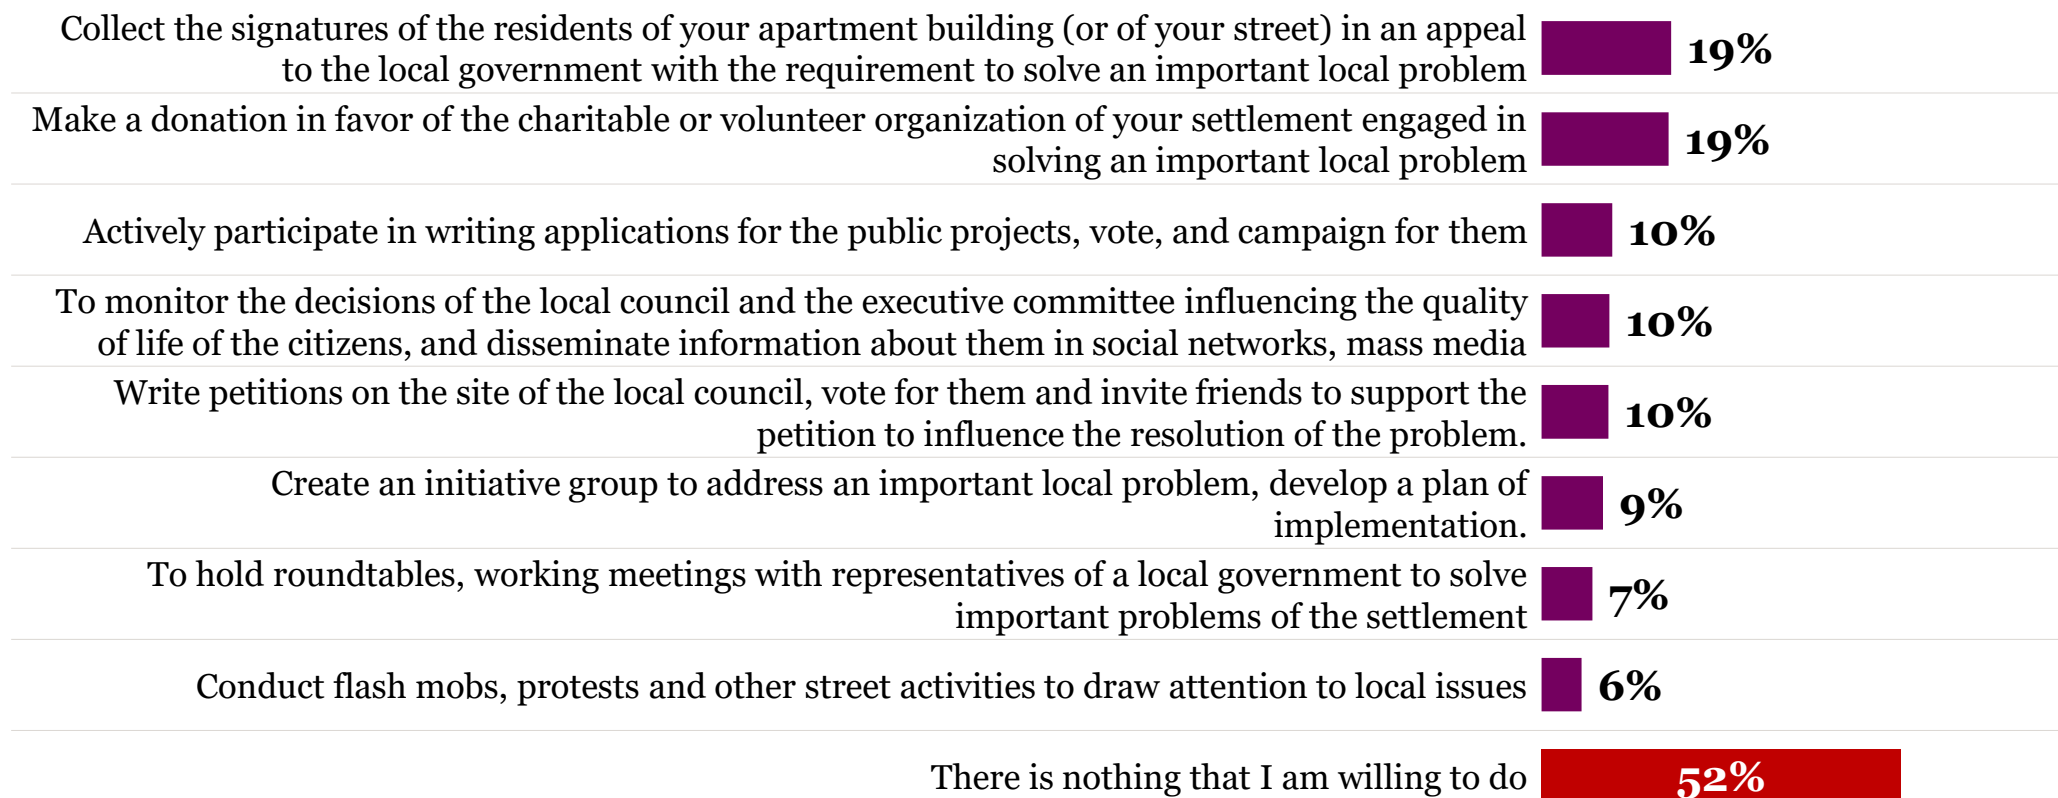 Collect the signatures of the residents of your apartment building (or of your street) in an appeal
to the local government with the requirement to solve an important local problem
19%
Make a donation in favor of the charitable or volunteer organization of your settlement engaged in
solving an important local problem
19%
Actively participate in writing applications for the public projects, vote, and campaign for them
10%
To monitor the decisions of the local council and the executive committee influencing the quality
of life of the citizens, and disseminate information about them in social networks, mass media
10%
Write petitions on the site of the local council, vote for them and invite friends to support the
petition to influence the resolution of the problem.
10%
Create an initiative group to address an important local problem, develop a plan of
implementation.
9%
To hold roundtables, working meetings with representatives of a local government to solve
important problems of the settlement
7%
Conduct flash mobs, protests and other street activities to draw attention to local issues
6%
There is nothing that I am willing to do
52%